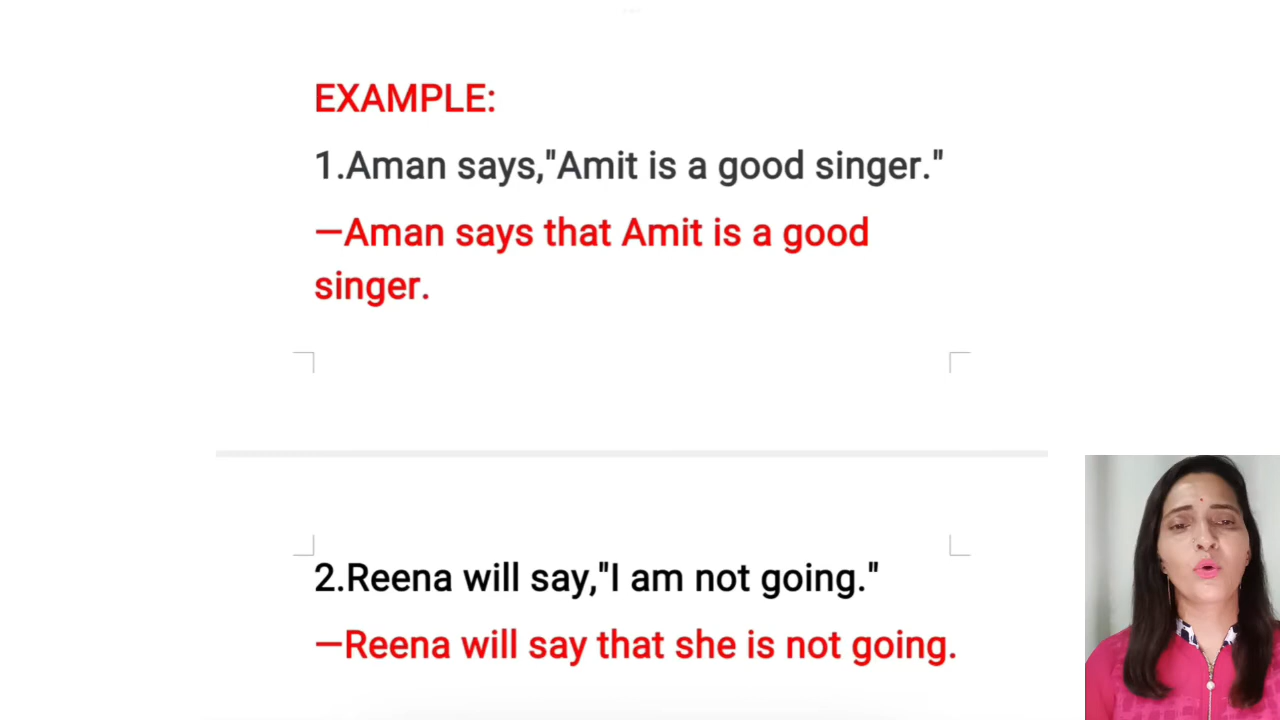 EXAMPLE:
1.Aman says,"Amit is a good singer."
—Aman says that Amit is a good
singer.
2.Reena will say,"I am not going."
—Reena will say that she is not going.